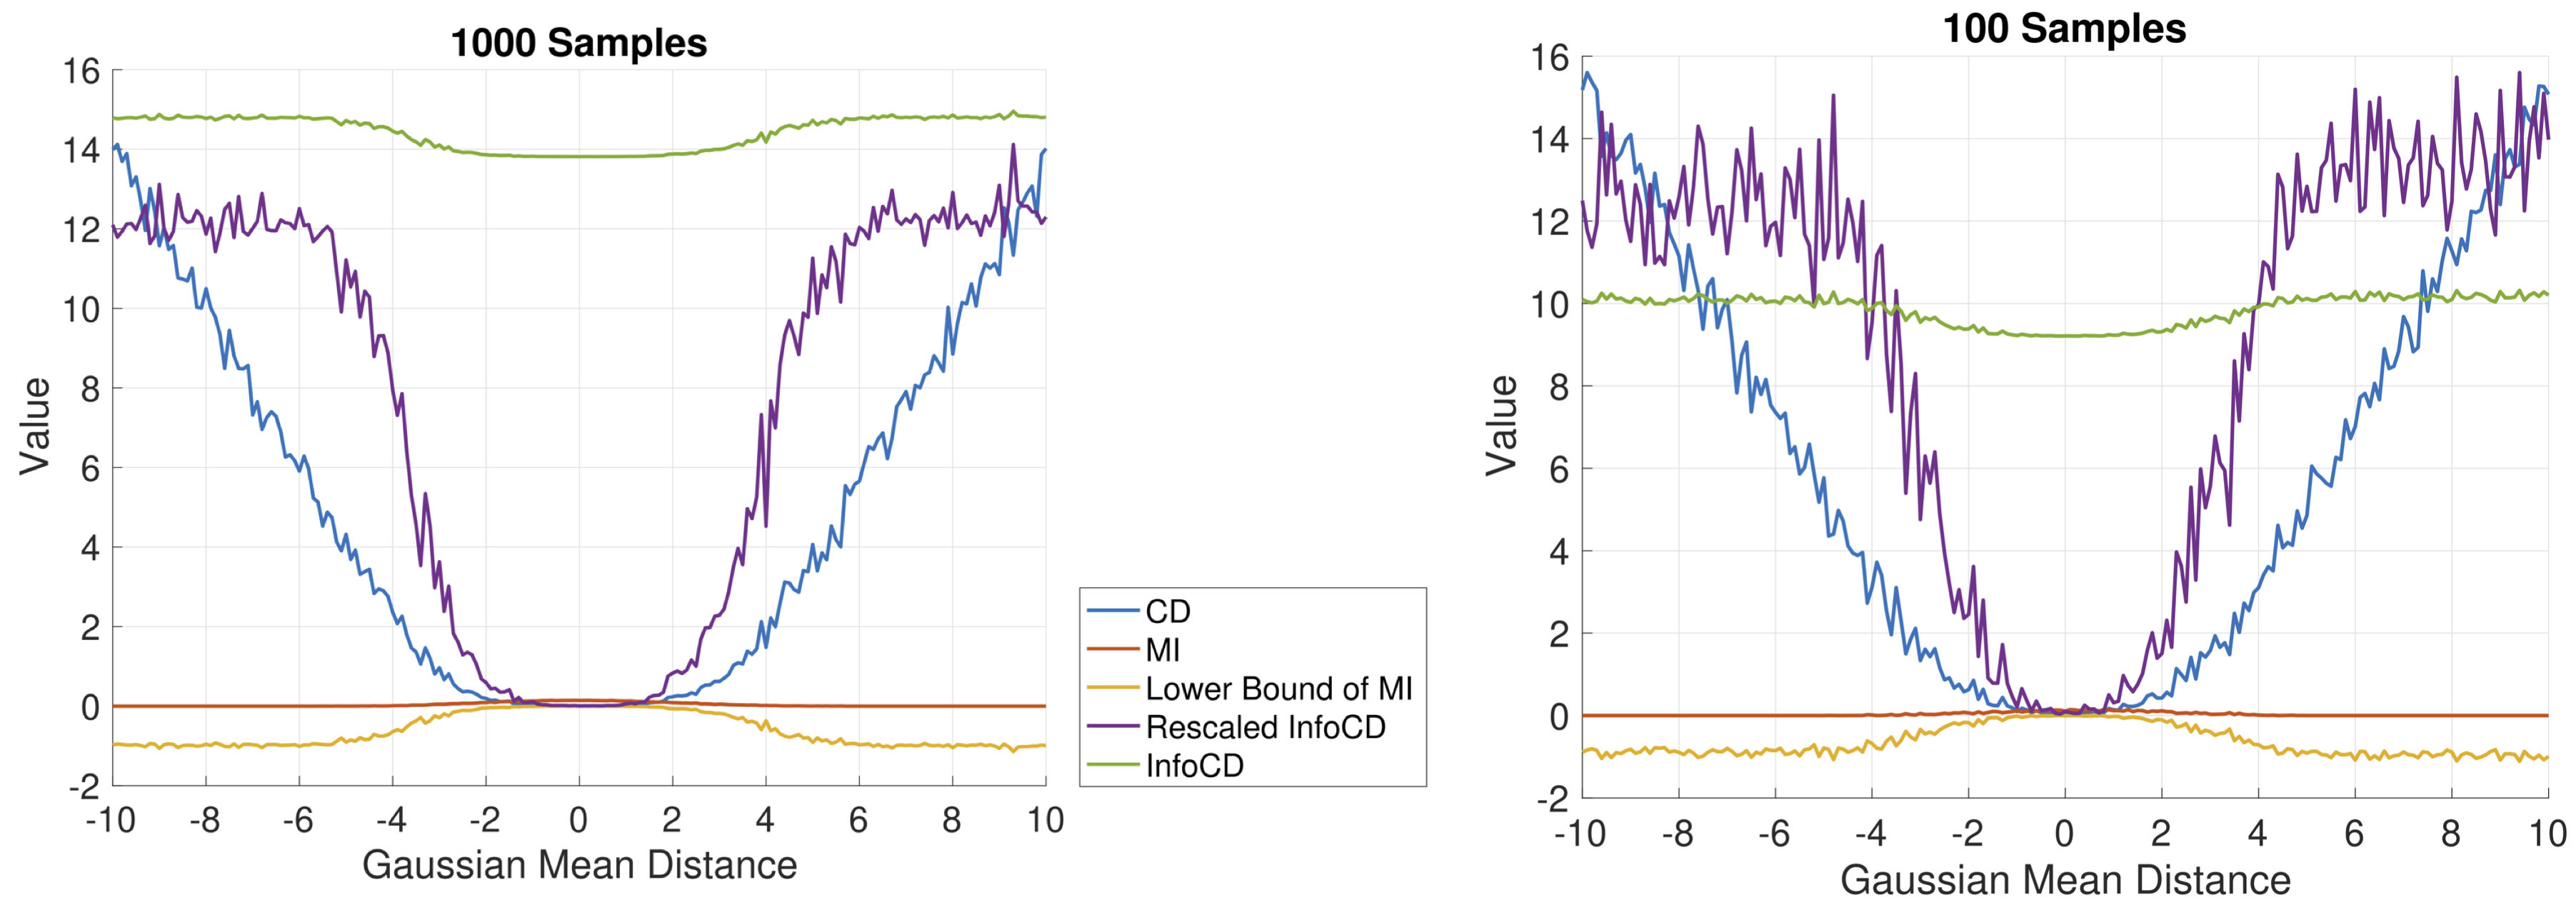 1000 Samples
16
14
12
10
8
6
4
2
0
-2
Value
-10 -8 -6 -4 -2 0 2 4 6 8 10
Gaussian Mean Distance
CD
MI
Lower Bound of MI
Rescaled InfoCD
InfoCD
100 Samples
16
14
12
10
8
6
4
2
0
-2
Value
-10 -8 -6 -4 -2 0 2 4 6 8 10
Gaussian Mean Distance